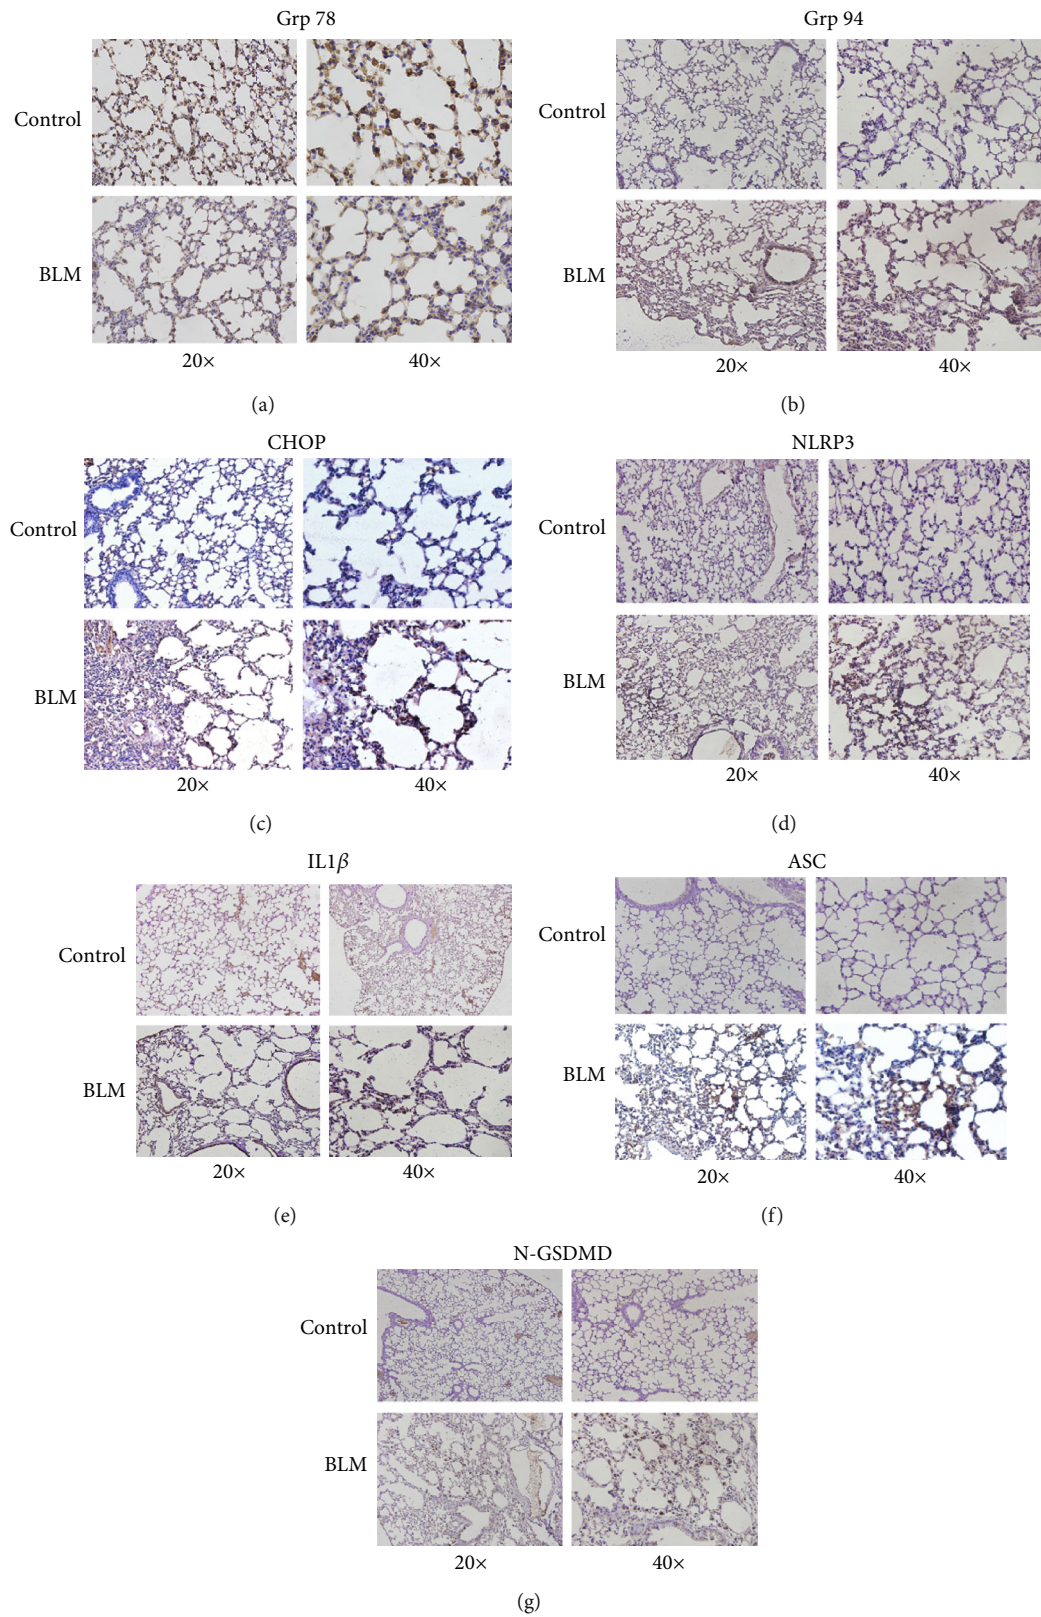 Grp 78
Control
BLM
20×
40×
(a)
Grp 94
Control
BLM
20×
40×
(b)
CHOP
Control
BLM
20×
40×
(c)
NLRP3
Control
BLM
20×
40×
(d)
IL1β
Control
BLM
20×
40×
(e)
ASC
Control
BLM
20×
40×
(f)
N-GSDMD
Control
BLM
20×
40×
(g)